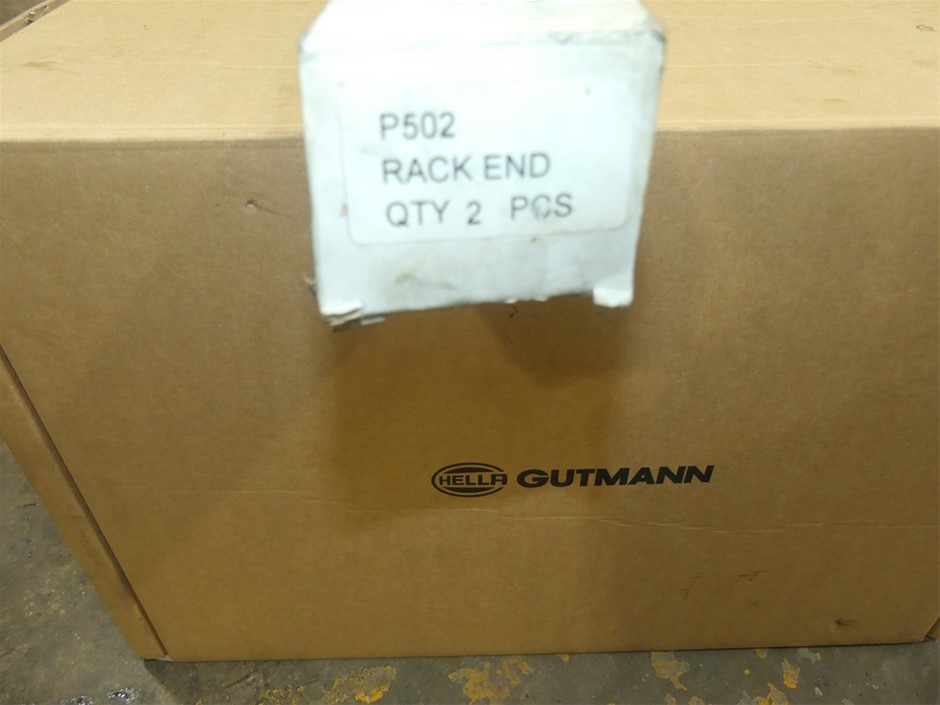 P502
RACK END
QTY 2 PCS
HELLA GUTMANN